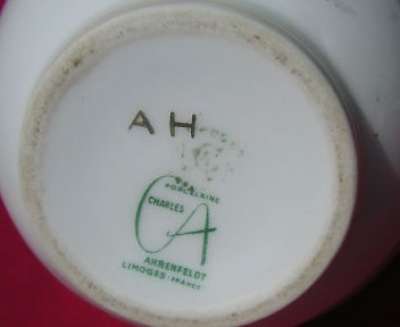 AH
PORCELAINE
CHARLES
CA
AHRENFELDT
LIMOGES·FRANCE